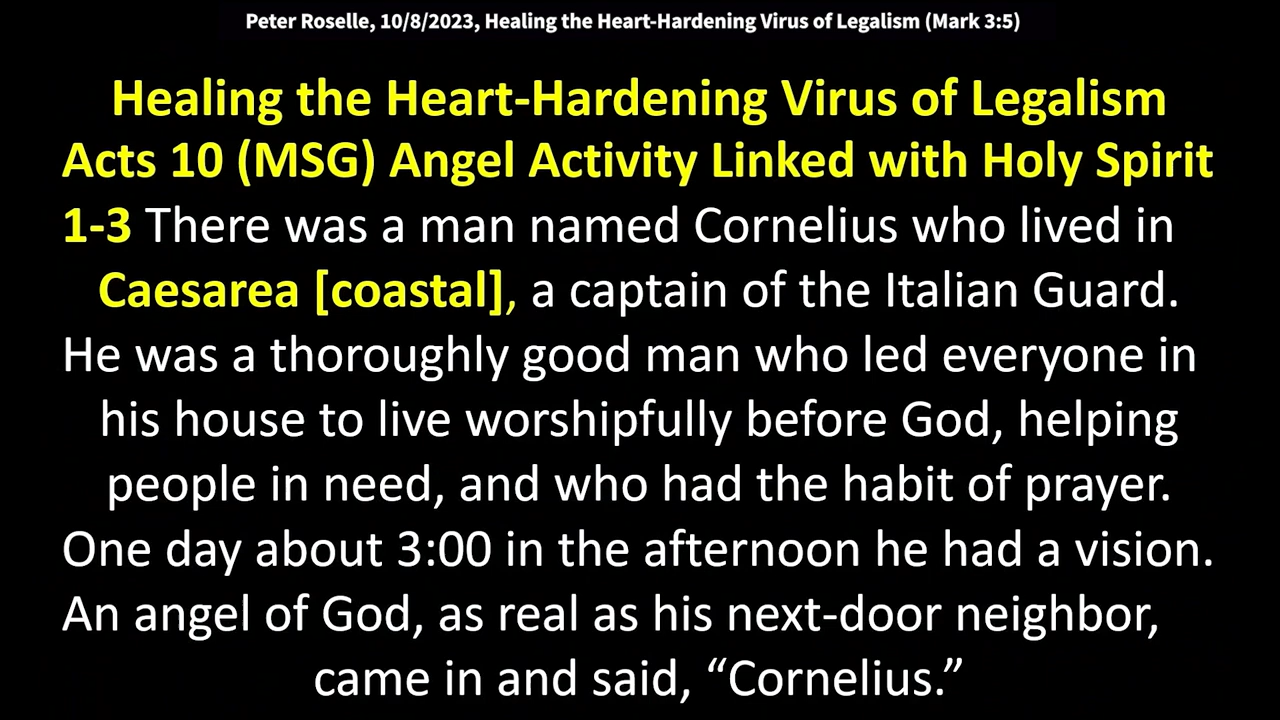 Peter Roselle, 10/8/2023, Healing the Heart-Hardening Virus of Legalism (Mark 3:5)
Healing the Heart-Hardening Virus of Legalism
Acts 10 (MSG) Angel Activity Linked with Holy Spirit
1-3 There was a man named Cornelius who lived in
Caesarea [coastal], a captain of the Italian Guard.
He was a thoroughly good man who led everyone in
his house to live worshipfully before God, helping
people in need, and who had the habit of prayer.
One day about 3:00 in the afternoon he had a vision.
An angel of God, as real as his next-door neighbor,
came in and said, “Cornelius.”